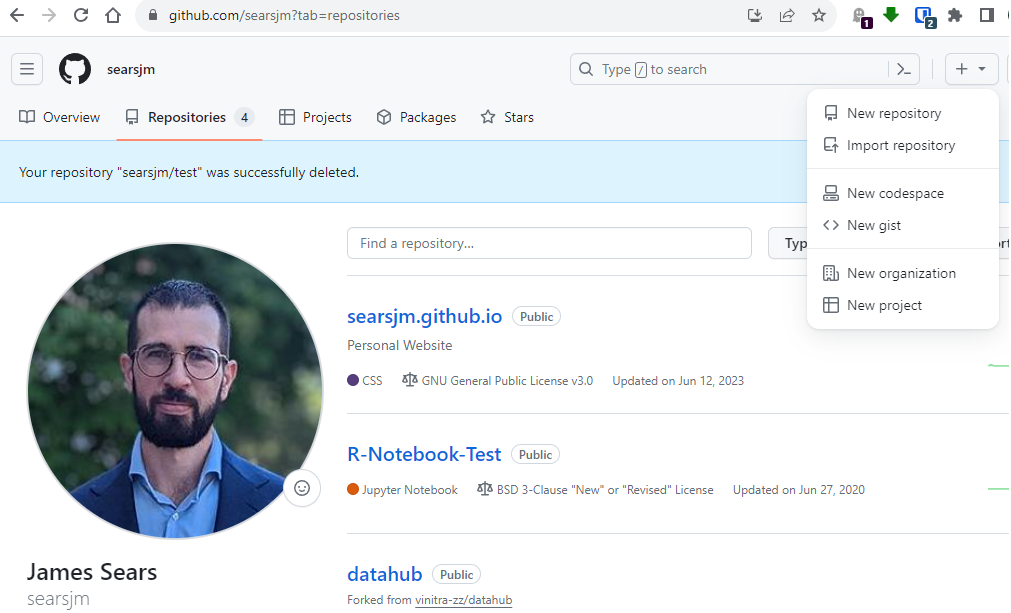 github.com/searsjm?tab=repositories
1
2
searsjm
Type / to search
Overview
Repositories 4
Projects
Packages
Stars
New repository
Import repository
New codespace
New gist
New organization
New project
Your repository "searsjm/test" was successfully deleted.
Find a repository...
Typ
searsjm.github.io Public
Personal Website
CSS GNU General Public License v3.0 Updated on Jun 12, 2023
R-Notebook-Test Public
Jupyter Notebook BSD 3-Clause "New" or "Revised" License Updated on Jun 27, 2020
datahub Public
Forked from vinitra-zz/datahub
James Sears
searsjm